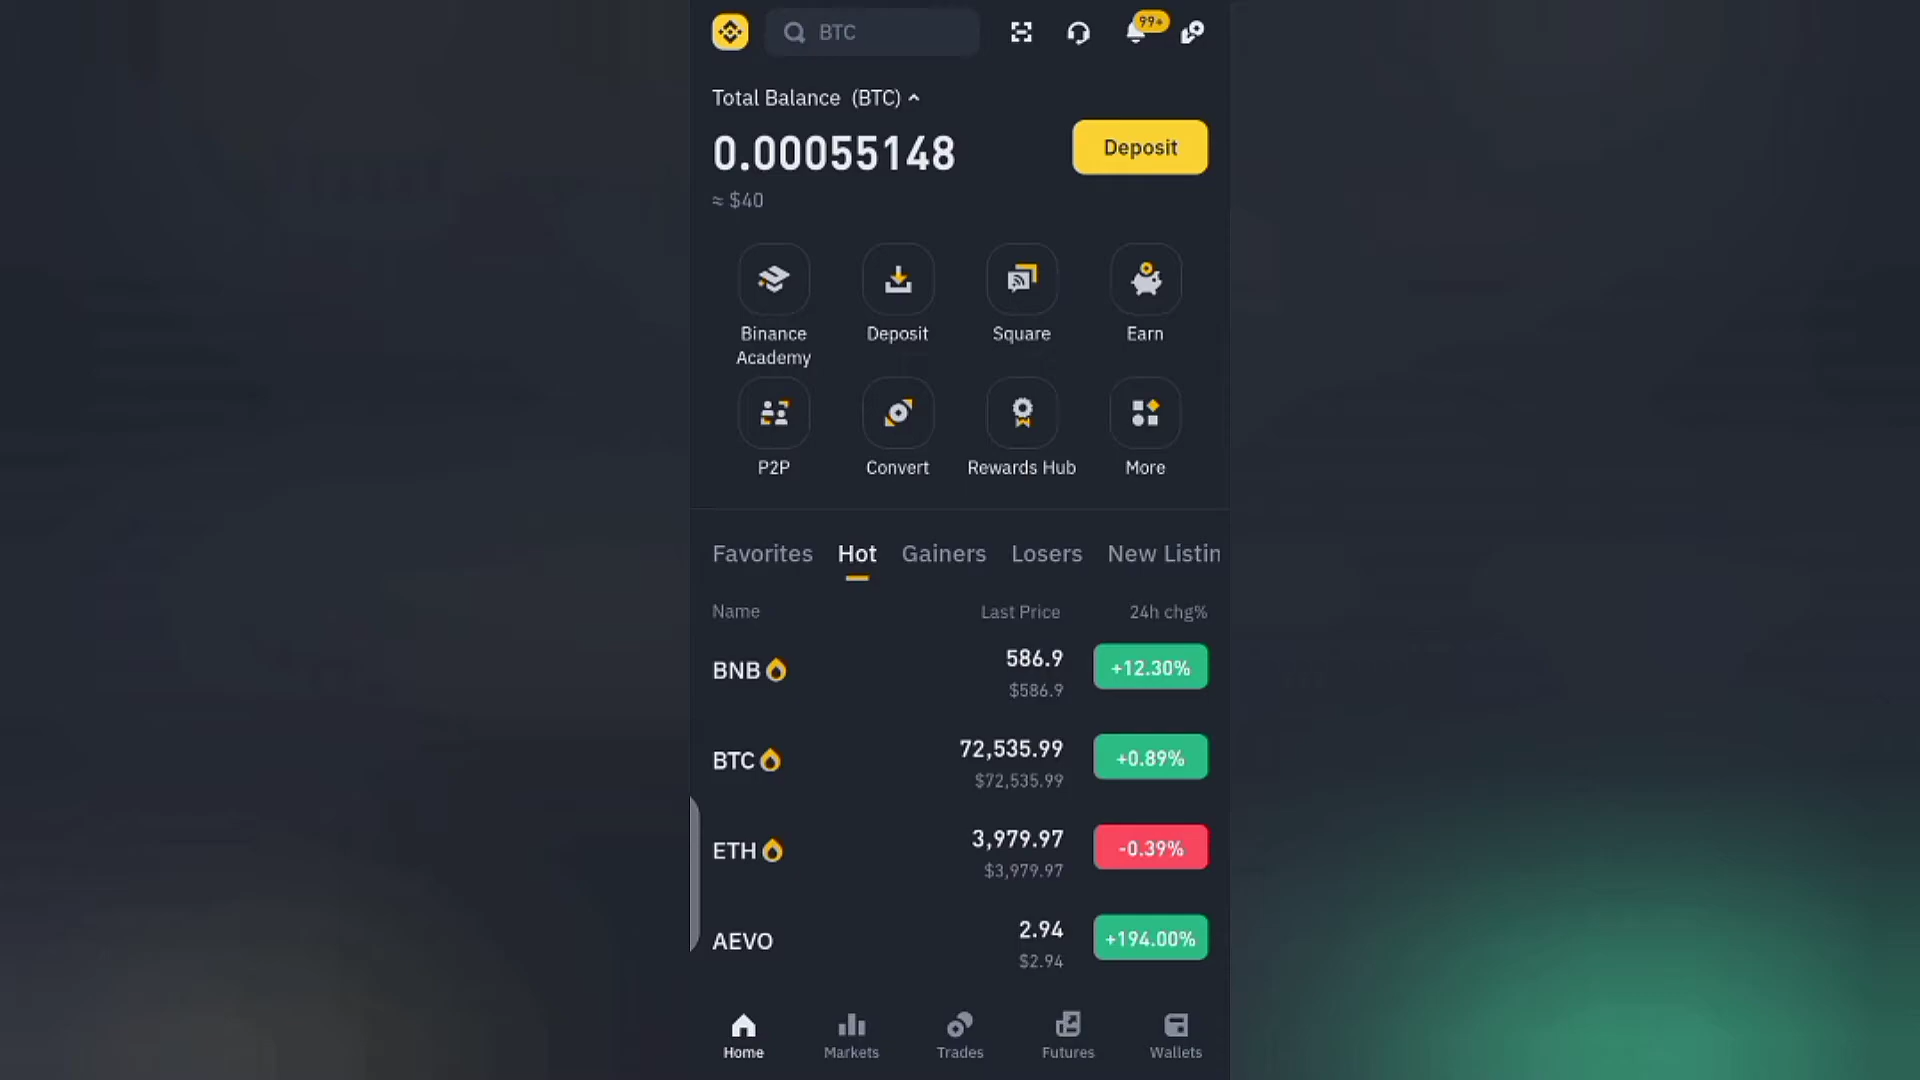 BTC
99+
Total Balance (BTC)
0.00055148
Deposit
≈ $40
Binance Academy
Deposit
Square
Earn
P2P
Convert
Rewards Hub
More
Favorites Hot Gainers Losers New Listin
Name Last Price 24h chg%
BNB 586.9 +12.30%
$586.9
BTC 72,535.99 +0.89%
$72,535.99
ETH 3,979.97 -0.39%
$3,979.97
AEVO 2.94 +194.00%
$2.94
Home Markets Trades Futures Wallets